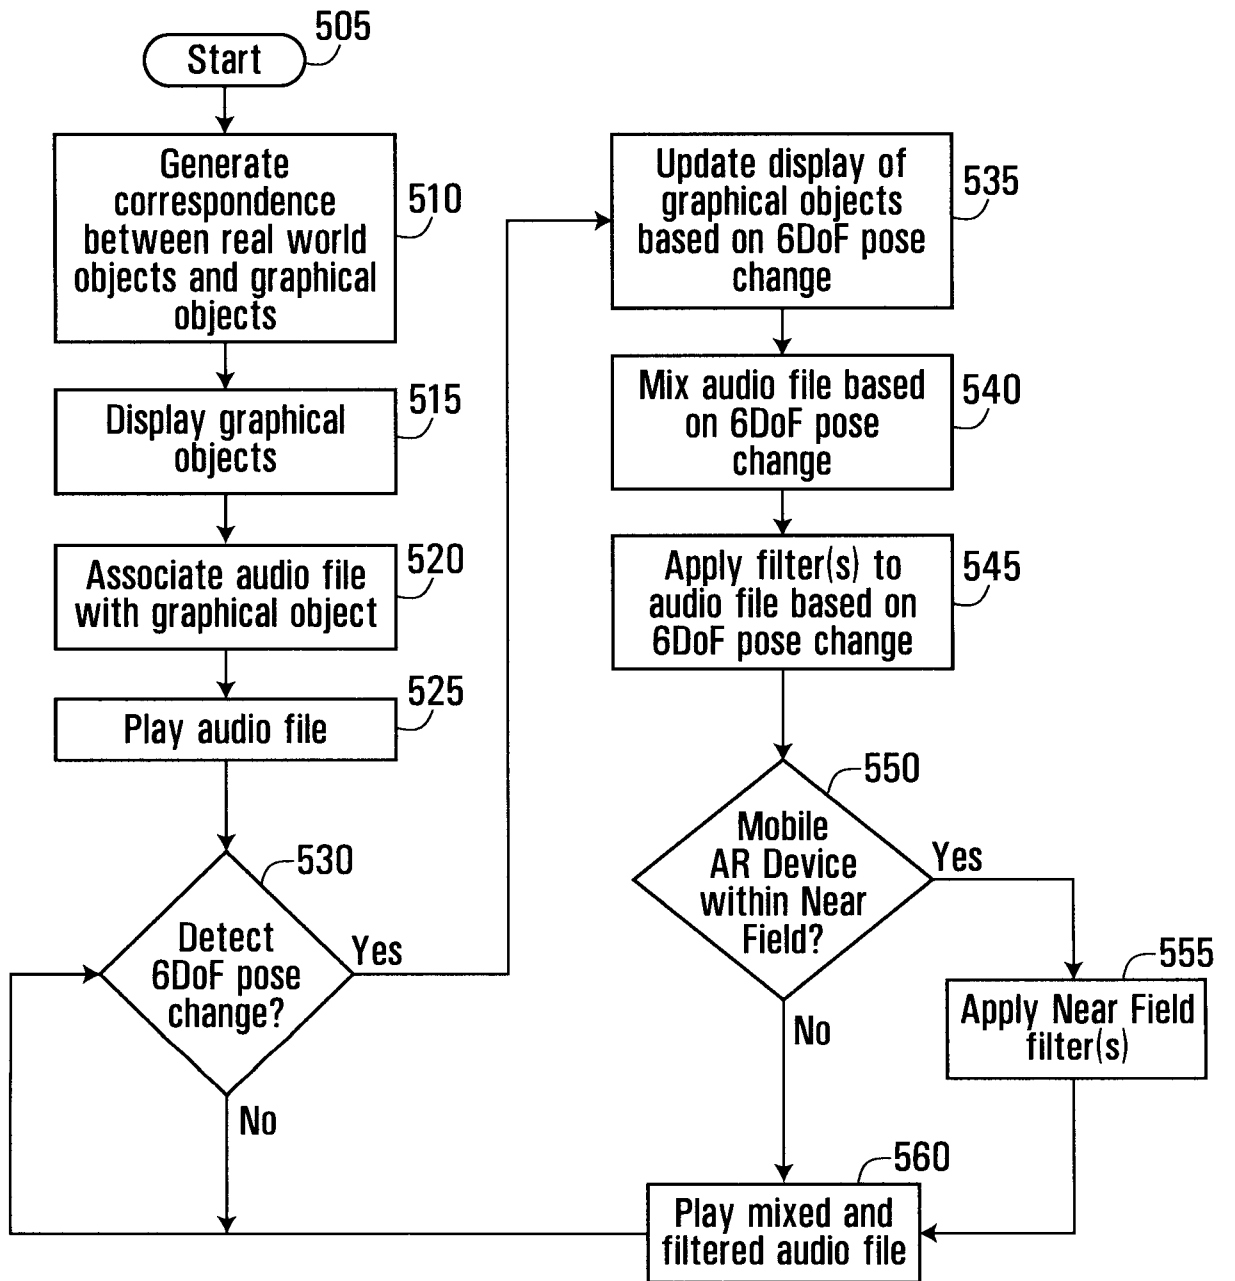 505
Start
Generate
correspondence
between real world
objects and graphical
objects
510
Display graphical
objects
515
Associate audio file
with graphical object
520
Play audio file
525
530
Detect
6DoF pose
change?
Yes
No
Update display of
graphical objects
based on 6DoF pose
change
535
Mix audio file based
on 6DoF pose
change
540
Apply filter(s) to
audio file based on
6DoF pose change
545
550
Mobile
AR Device
within Near
Field?
Yes
No
555
Apply Near Field
filter(s)
560
Play mixed and
filtered audio file